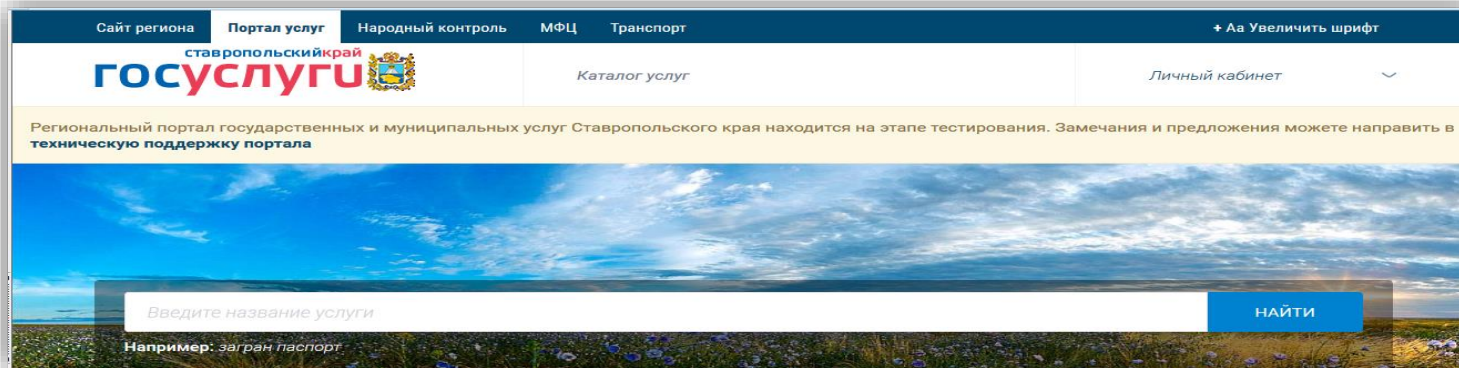 Сайт региона Портал услуг Народный контроль МФЦ Транспорт + Аа Увеличить шрифт
ставропольскийкрай
госуслуги Каталог услуг Личный кабинет
Региональный портал государственных и муниципальных услуг Ставропольского края находится на этапе тестирования. Замечания и предложения можете направить в
техническую поддержку портала
Введите название услуги НАЙТИ
Например: загран паспорт